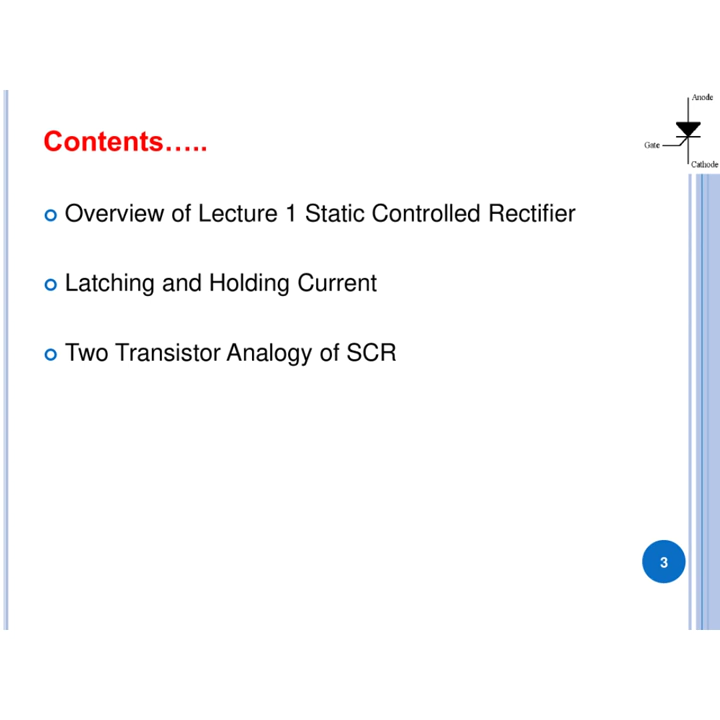 Anode
Gate
Cathode
Contents…..
Overview of Lecture 1 Static Controlled Rectifier
Latching and Holding Current
Two Transistor Analogy of SCR
3